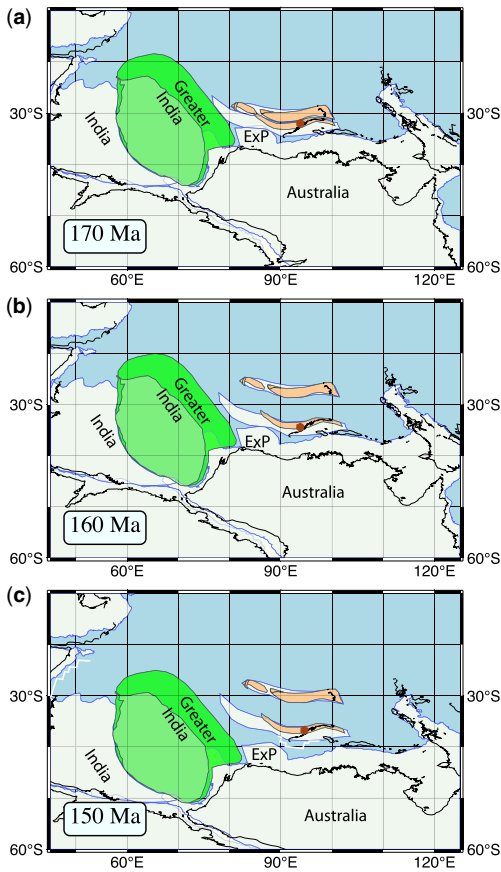 (a)
Greater
India
India
ExP
Australia
170 Ma
30°S
30°S
60°S
60°S
60°E
90°E
120°E
(b)
Greater
India
India
ExP
Australia
160 Ma
30°S
30°S
60°S
60°S
60°E
90°E
120°E
(c)
Greater
India
India
ExP
Australia
150 Ma
30°S
30°S
60°S
60°S
60°E
90°E
120°E